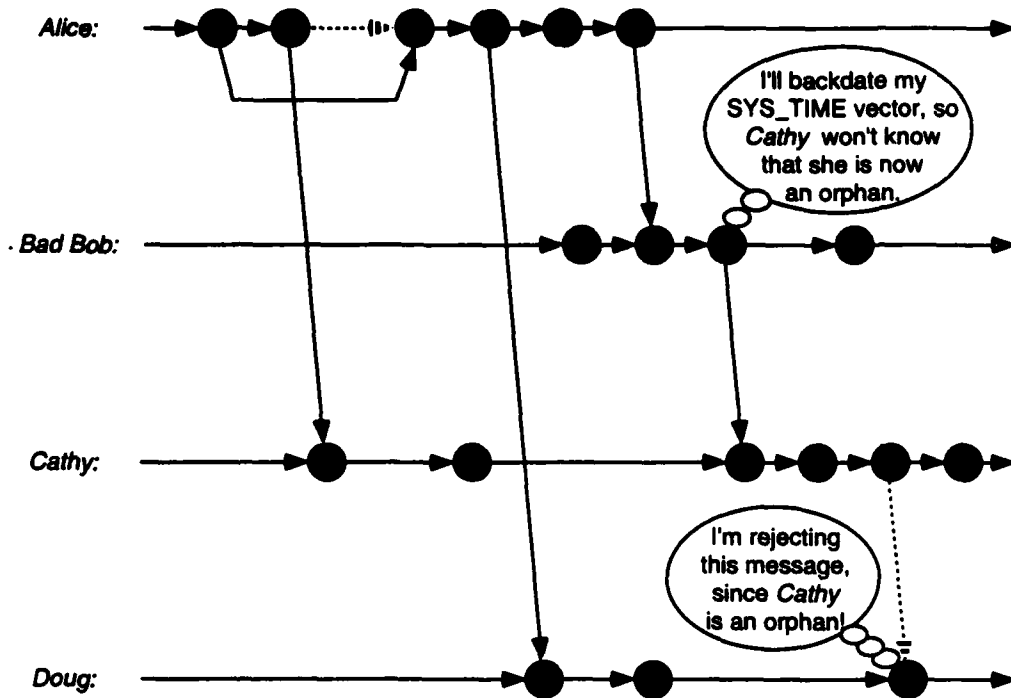 Alice:
I'll backdate my
SYS_TIME vector, so
Cathy won't know
that she is now
an orphan.
. Bad Bob:
Cathy:
I'm rejecting
this message,
since Cathy
is an orphan!
Doug: